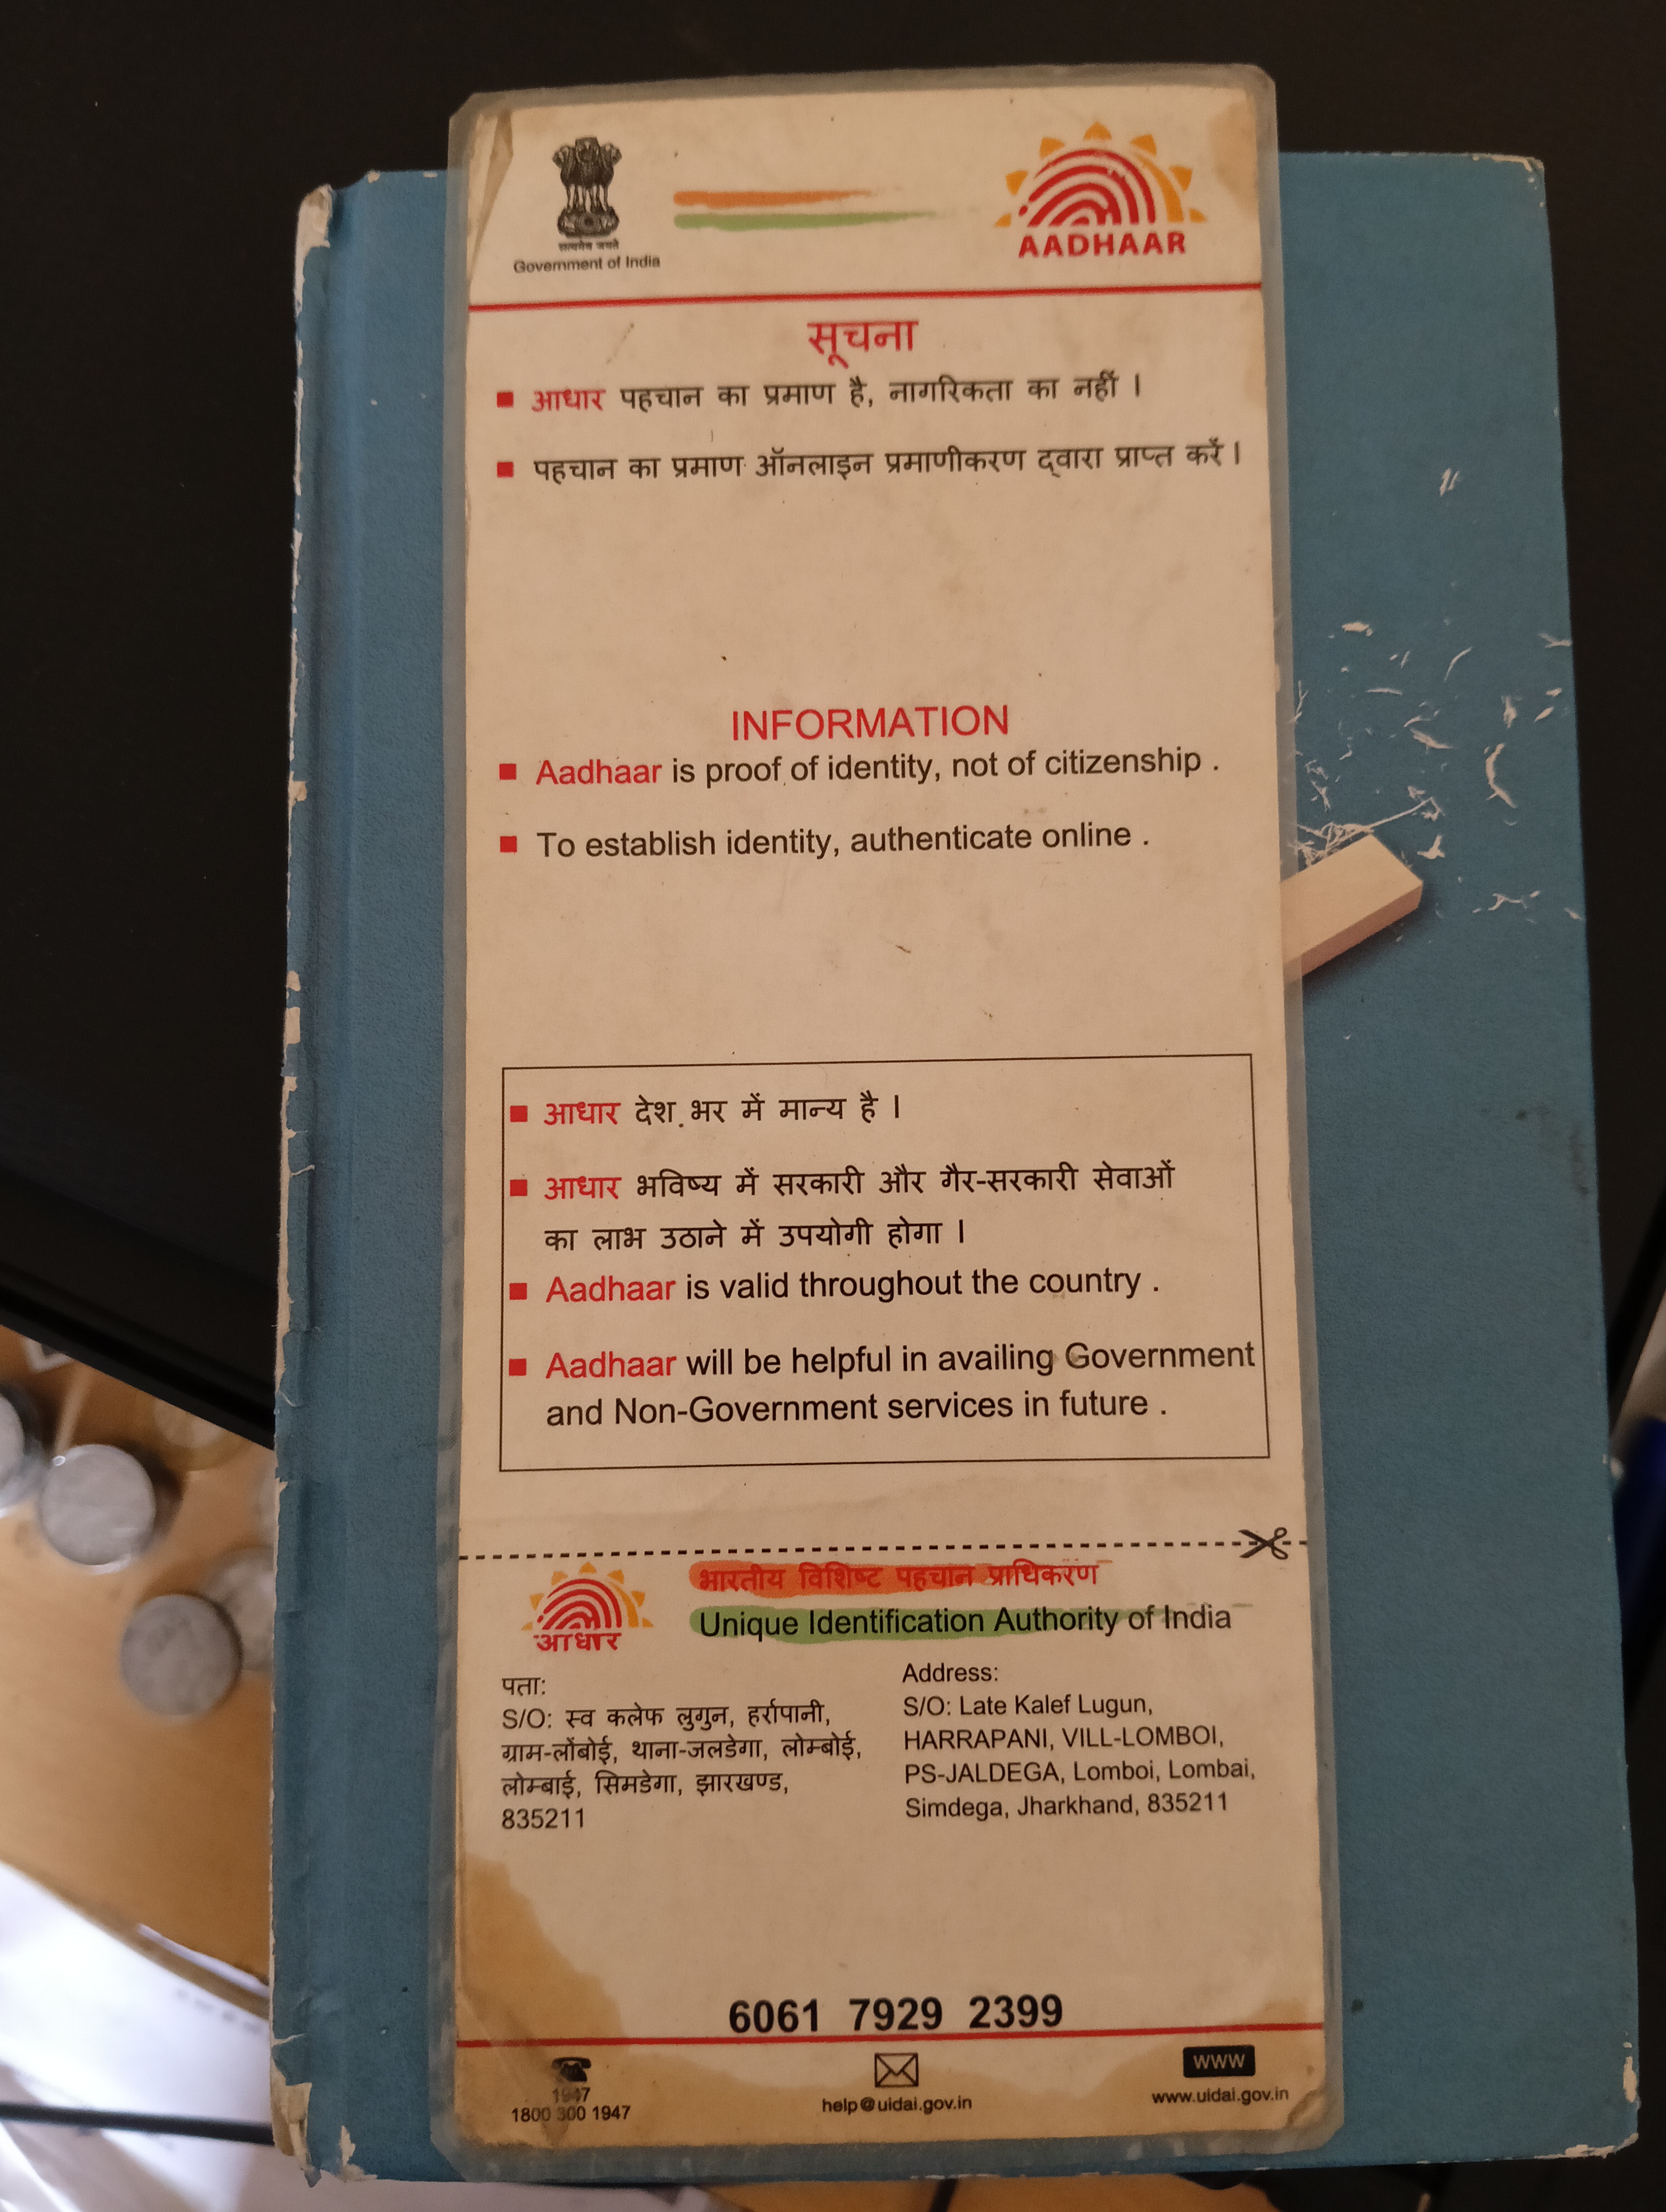 सत्यमेव जयते
Government of India
AADHAAR
सूचना
आधार पहचान का प्रमाण है, नागरिकता का नहीं ।
पहचान का प्रमाण ऑनलाइन प्रमाणीकरण द्वारा प्राप्त करें ।
INFORMATION
Aadhaar is proof of identity, not of citizenship .
To establish identity, authenticate online .
आधार देश भर में मान्य है ।
आधार भविष्य में सरकारी और गैर-सरकारी सेवाओं
का लाभ उठाने में उपयोगी होगा ।
Aadhaar is valid throughout the country .
Aadhaar will be helpful in availing Government
and Non-Government services in future .
भारतीय विशिष्ट पहचान प्राधिकरण
Unique Identification Authority of India
आधार
पता:
S/O: स्व कलेफ लुगुन, हर्रापानी,
ग्राम-लोंबोई, थाना-जलडेगा, लोम्बोई,
लोम्बाई, सिमडेगा, झारखण्ड,
835211
Address:
S/O: Late Kalef Lugun,
HARRAPANI, VILL-LOMBOI,
PS-JALDEGA, Lomboi, Lombai,
Simdega, Jharkhand, 835211
6061 7929 2399
1947
1800 300 1947
help@uidai.gov.in
WWW
www.uidai.gov.in